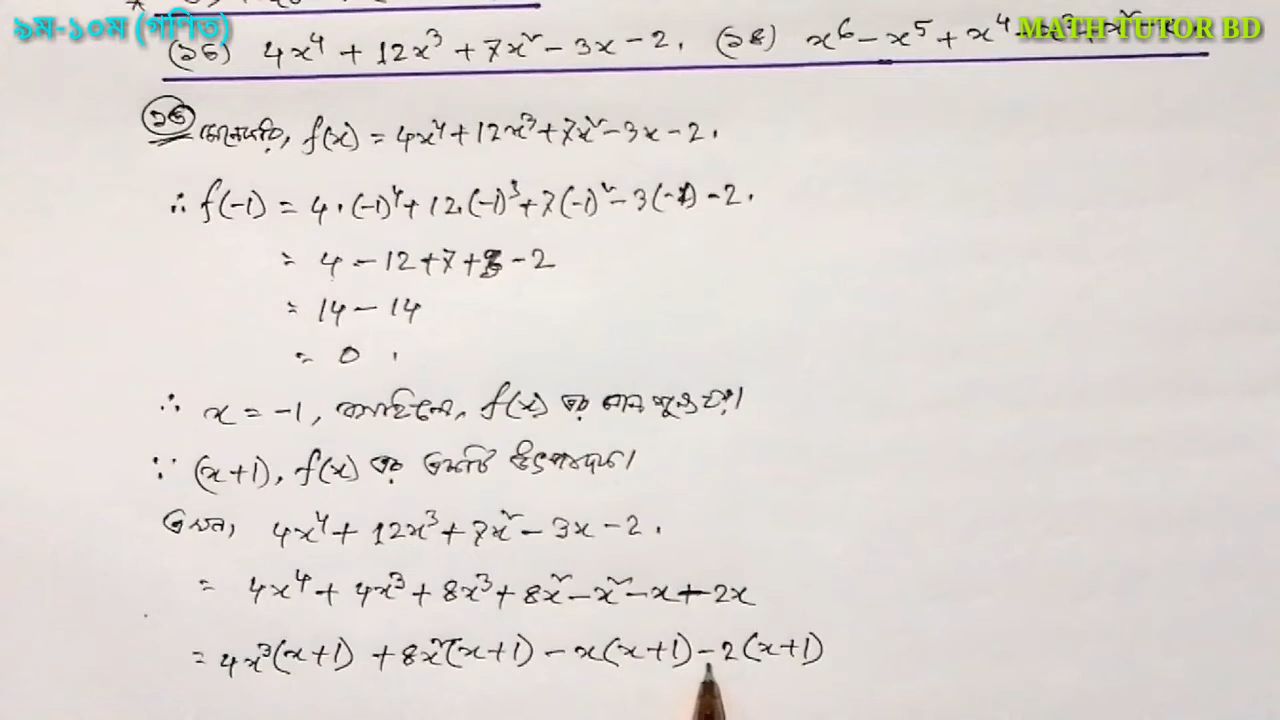 ৯ম-১০ম (গণিত) MATH TUTOR BD
(২৩) 4x⁴ + 12x³ + 7x² - 3x - 2. (২৪) x⁶ - x⁵ + x⁴ - x³ + x² - x
২৩ মনেকরি, f(x) = 4x⁴ + 12x³ + 7x² - 3x - 2.
∴ f(-1) = 4.(-1)⁴ + 12.(-1)³ + 7(-1)² - 3(-1) - 2.
= 4 - 12 + 7 + 3 - 2
= 14 - 14
= 0 .
∴ x = -1, বসাইলে, f(x) এর মান শূন্য হয়।
∵ (x+1), f(x) এর একটি উৎপাদক।
এখন, 4x⁴ + 12x³ + 7x² - 3x - 2.
= 4x⁴ + 4x³ + 8x³ + 8x² - x² - x - 2x
= 4x³(x+1) + 8x²(x+1) - x(x+1) - 2(x+1)